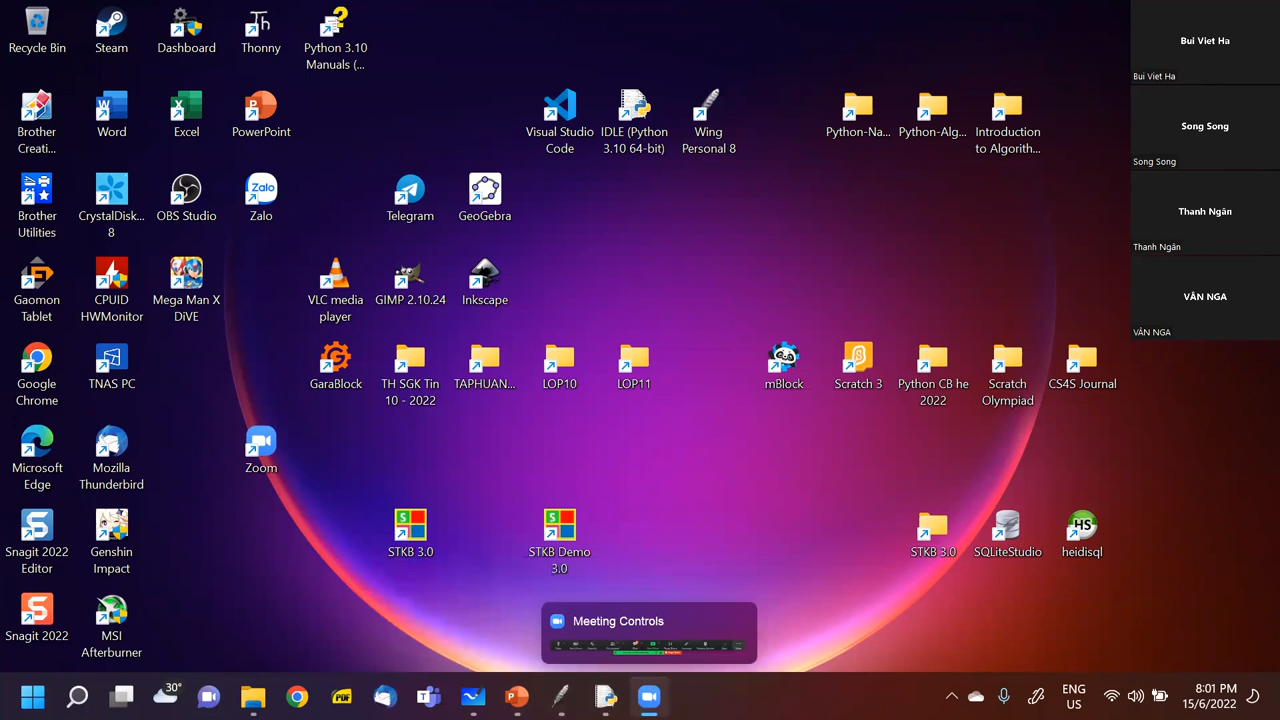 Recycle Bin
Steam
Dashboard
Thonny
Python 3.10
Manuals (...
Bui Viet Ha
Bui Viet Ha
Brother
Creati...
Word
Excel
PowerPoint
Visual Studio
Code
IDLE (Python
3.10 64-bit)
Wing
Personal 8
Python-Na...
Python-Alg...
Introduction
to Algorith...
Song Song
Song Song
Brother
Utilities
CrystalDisk...
8
OBS Studio
Zalo
Zalo
Telegram
GeoGebra
Thanh Ngân
Thanh Ngân
Gaomon
Tablet
CPUID
HWMonitor
Mega Man X
DiVE
VLC media
player
GIMP 2.10.24
Inkscape
VÂN NGA
VÂN NGA
Google
Chrome
TNAS PC
GaraBlock
TH SGK Tin
10 - 2022
TAPHUAN...
LOP10
LOP11
mBlock
Scratch 3
Python CB he
2022
Scratch
Olympiad
CS4S Journal
Microsoft
Edge
Mozilla
Thunderbird
Zoom
Snagit 2022
Editor
Genshin
Impact
STKB 3.0
STKB Demo
3.0
STKB 3.0
SQLiteStudio
HS
heidisql
Snagit 2022
MSI
Afterburner
Meeting Controls
30°
PDF
ENG
US
8:01 PM
15/6/2022